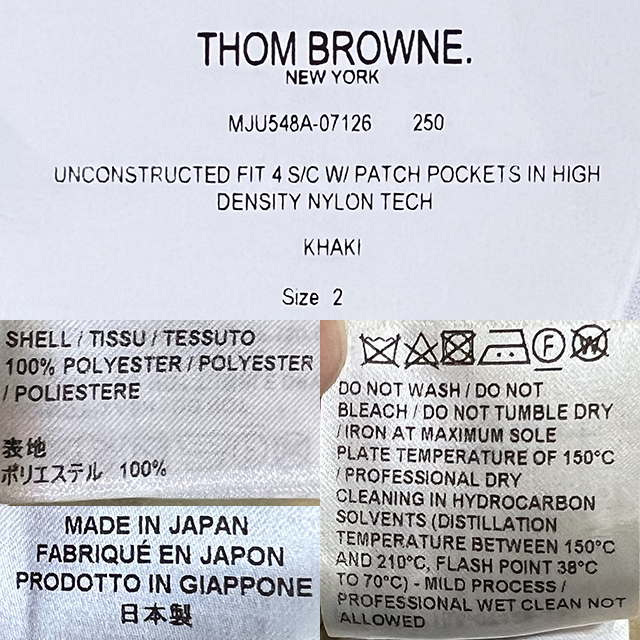 THOM BROWNE.
NEW YORK
MJU548A-07126 250
UNCONSTRUCTED FIT 4 S/C W/ PATCH POCKETS IN HIGH
DENSITY NYLON TECH
KHAKI
Size 2
SHELL / TISSU / TESSUTO
100% POLYESTER / POLYESTER
/ POLIESTERE
表地
ポリエステル 100%
MADE IN JAPAN
FABRIQUÉ EN JAPON
PRODOTTO IN GIAPPONE
日本製
F W
DO NOT WASH / DO NOT
BLEACH / DO NOT TUMBLE DRY
/ IRON AT MAXIMUM SOLE
PLATE TEMPERATURE OF 150°C
/ PROFESSIONAL DRY
CLEANING IN HYDROCARBON
SOLVENTS (DISTILLATION
TEMPERATURE BETWEEN 150°C
AND 210°C, FLASH POINT 38°C
TO 70°C) - MILD PROCESS /
PROFESSIONAL WET CLEAN NOT
ALLOWED